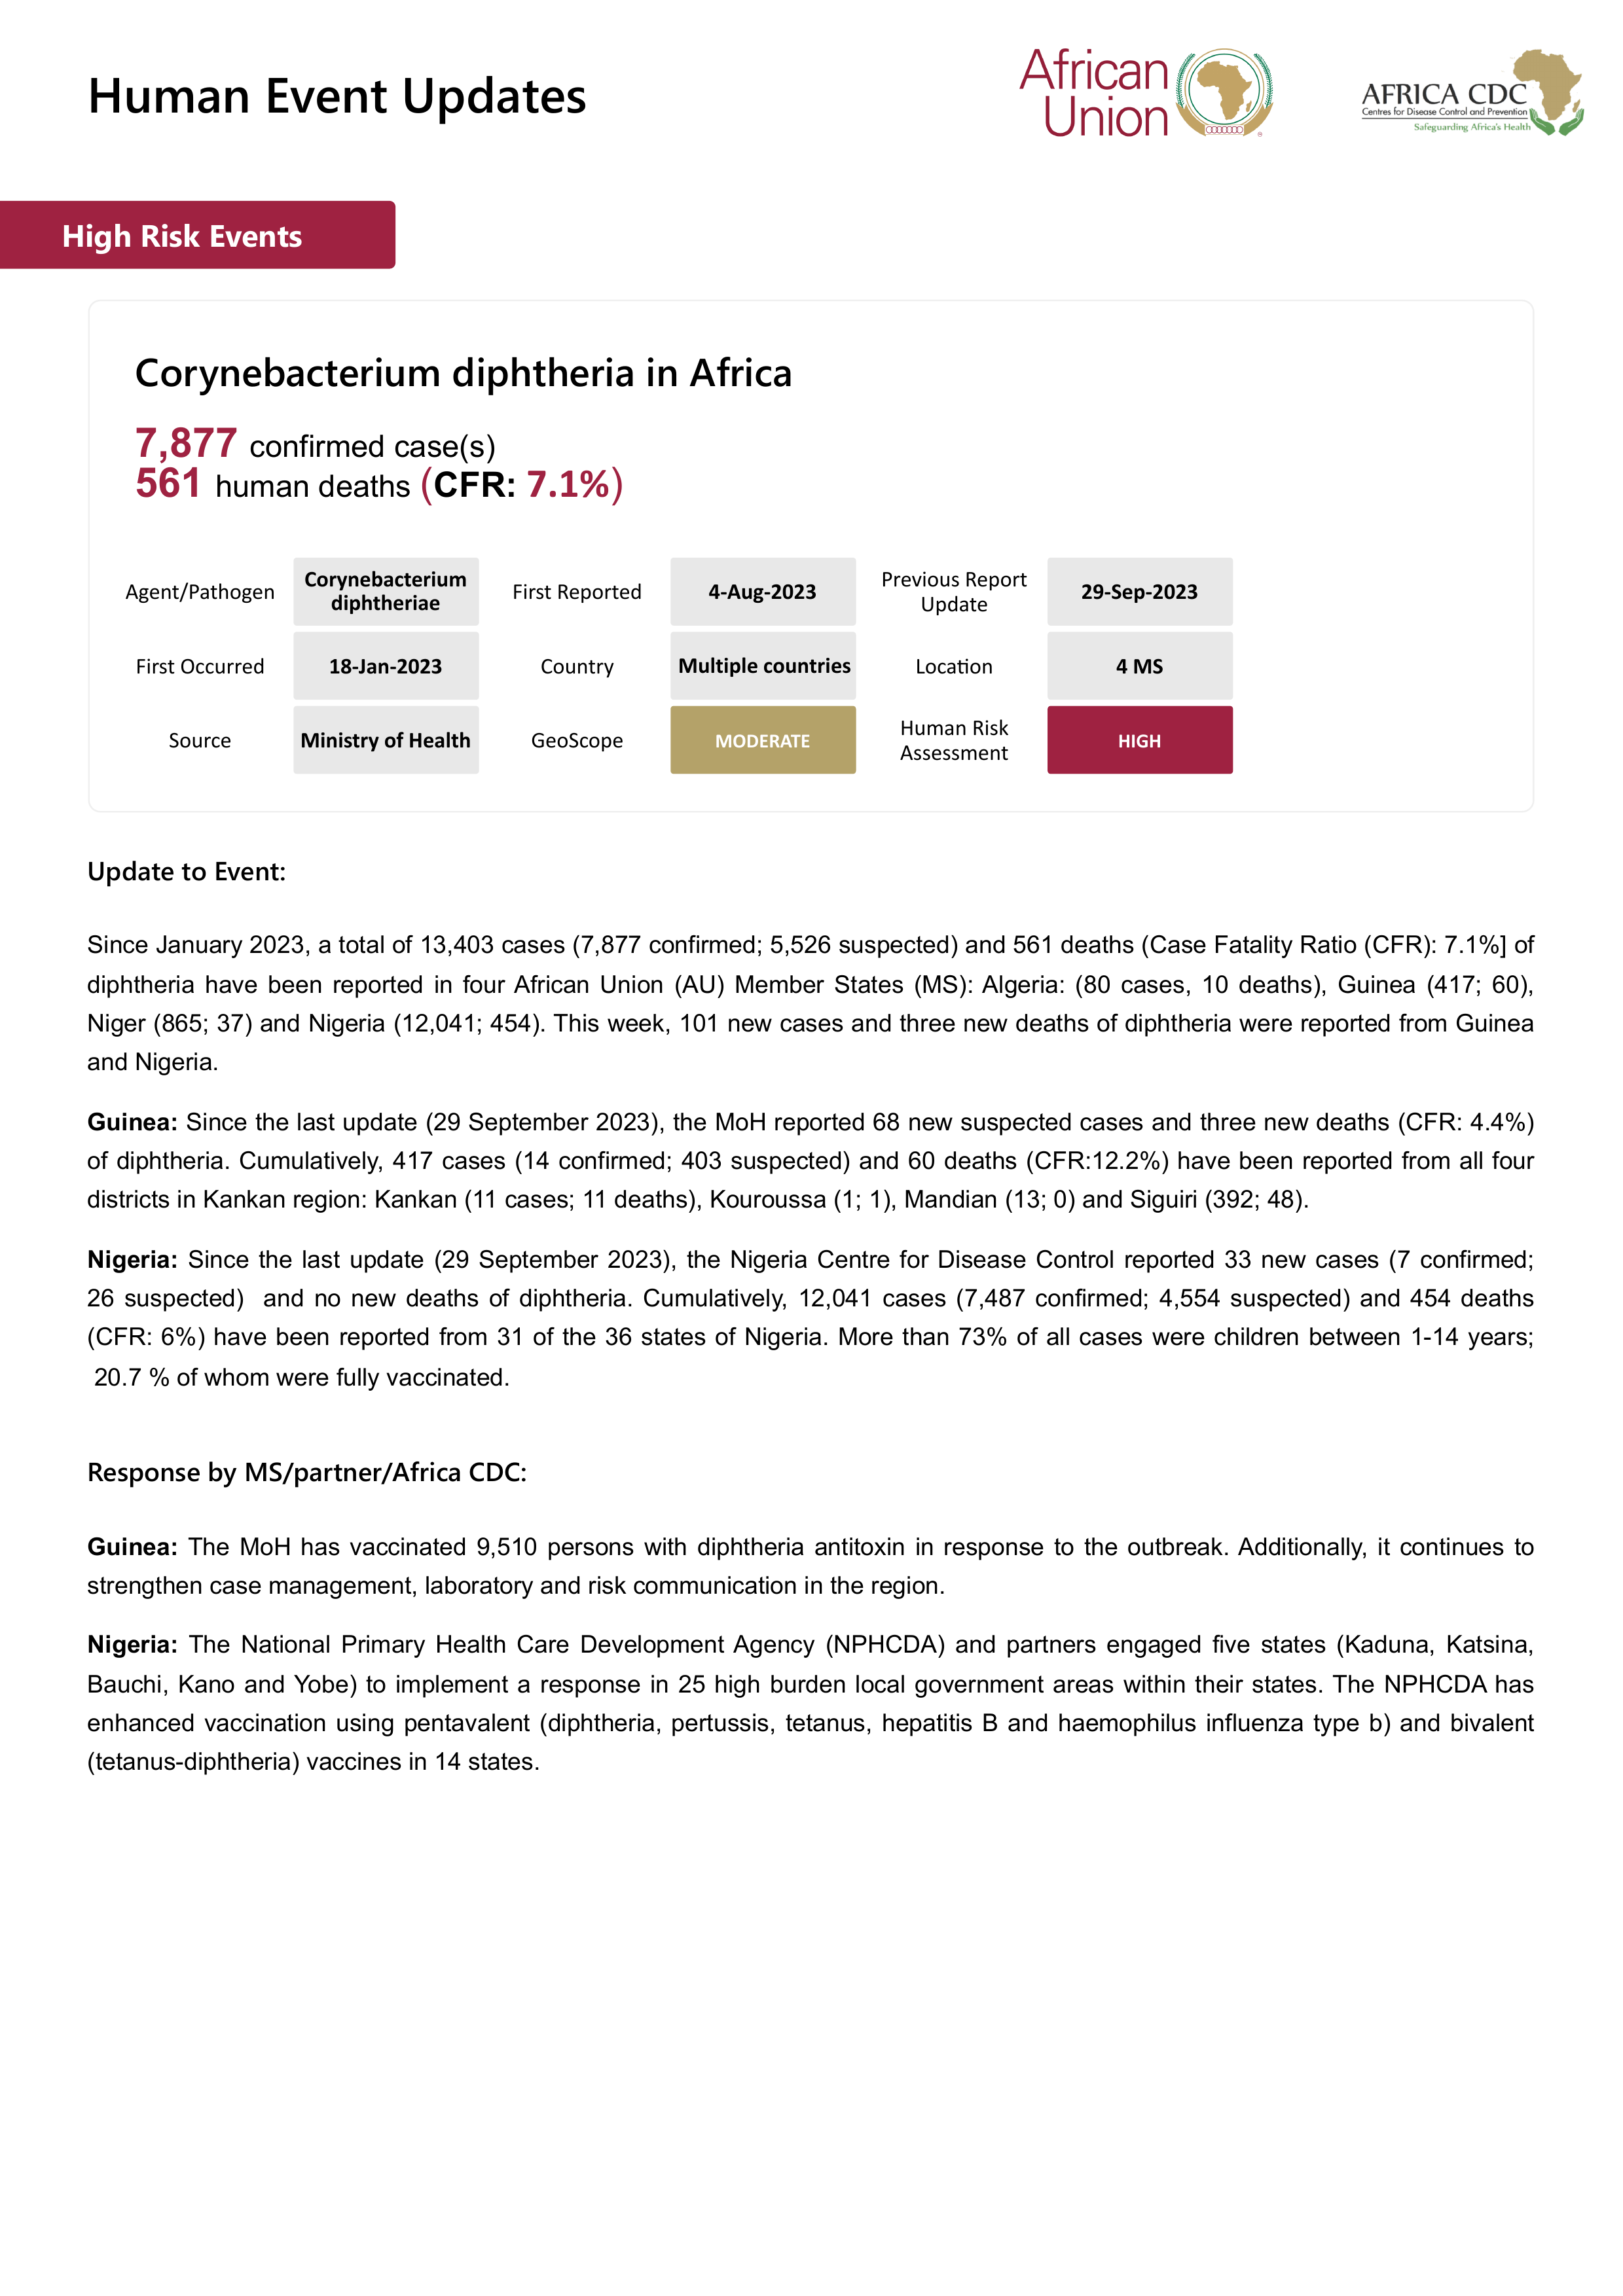 Human Event Updates
African
Union
AFRICA CDC
Centres for Disease Control and Prevention
Safeguarding Africa's Health
High Risk Events
Corynebacterium diphtheria in Africa
7,877 confirmed case(s)
561 human deaths (CFR: 7.1%)
Agent/Pathogen
Corynebacterium
diphtheriae
First Reported
4-Aug-2023
Previous Report
Update
29-Sep-2023
First Occurred
18-Jan-2023
Country
Multiple countries
Location
4 MS
Source
Ministry of Health
GeoScope
MODERATE
Human Risk
Assessment
HIGH
Update to Event:
Since January 2023, a total of 13,403 cases (7,877 confirmed; 5,526 suspected) and 561 deaths (Case Fatality Ratio (CFR): 7.1%] of
diphtheria have been reported in four African Union (AU) Member States (MS): Algeria: (80 cases, 10 deaths), Guinea (417; 60),
Niger (865; 37) and Nigeria (12,041; 454). This week, 101 new cases and three new deaths of diphtheria were reported from Guinea
and Nigeria.
Guinea: Since the last update (29 September 2023), the MoH reported 68 new suspected cases and three new deaths (CFR: 4.4%)
of diphtheria. Cumulatively, 417 cases (14 confirmed; 403 suspected) and 60 deaths (CFR:12.2%) have been reported from all four
districts in Kankan region: Kankan (11 cases; 11 deaths), Kouroussa (1; 1), Mandian (13; 0) and Siguiri (392; 48).
Nigeria: Since the last update (29 September 2023), the Nigeria Centre for Disease Control reported 33 new cases (7 confirmed;
26 suspected) and no new deaths of diphtheria. Cumulatively, 12,041 cases (7,487 confirmed; 4,554 suspected) and 454 deaths
(CFR: 6%) have been reported from 31 of the 36 states of Nigeria. More than 73% of all cases were children between 1-14 years;
20.7 % of whom were fully vaccinated.
Response by MS/partner/Africa CDC:
Guinea: The MoH has vaccinated 9,510 persons with diphtheria antitoxin in response to the outbreak. Additionally, it continues to
strengthen case management, laboratory and risk communication in the region.
Nigeria: The National Primary Health Care Development Agency (NPHCDA) and partners engaged five states (Kaduna, Katsina,
Bauchi, Kano and Yobe) to implement a response in 25 high burden local government areas within their states. The NPHCDA has
enhanced vaccination using pentavalent (diphtheria, pertussis, tetanus, hepatitis B and haemophilus influenza type b) and bivalent
(tetanus-diphtheria) vaccines in 14 states.